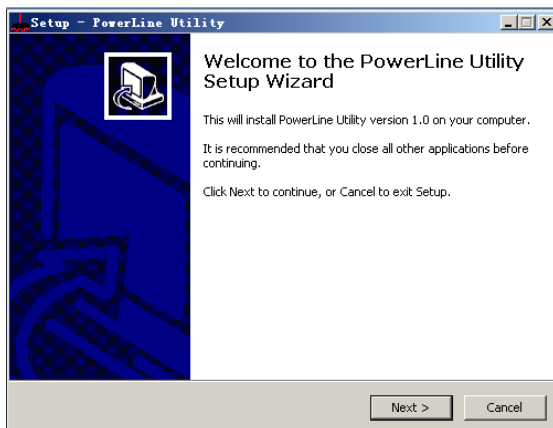 Setup - PowerLine Utility
Welcome to the PowerLine Utility
Setup Wizard
This will install PowerLine Utility version 1.0 on your computer.
It is recommended that you close all other applications before
continuing.
Click Next to continue, or Cancel to exit Setup.
Next >
Cancel